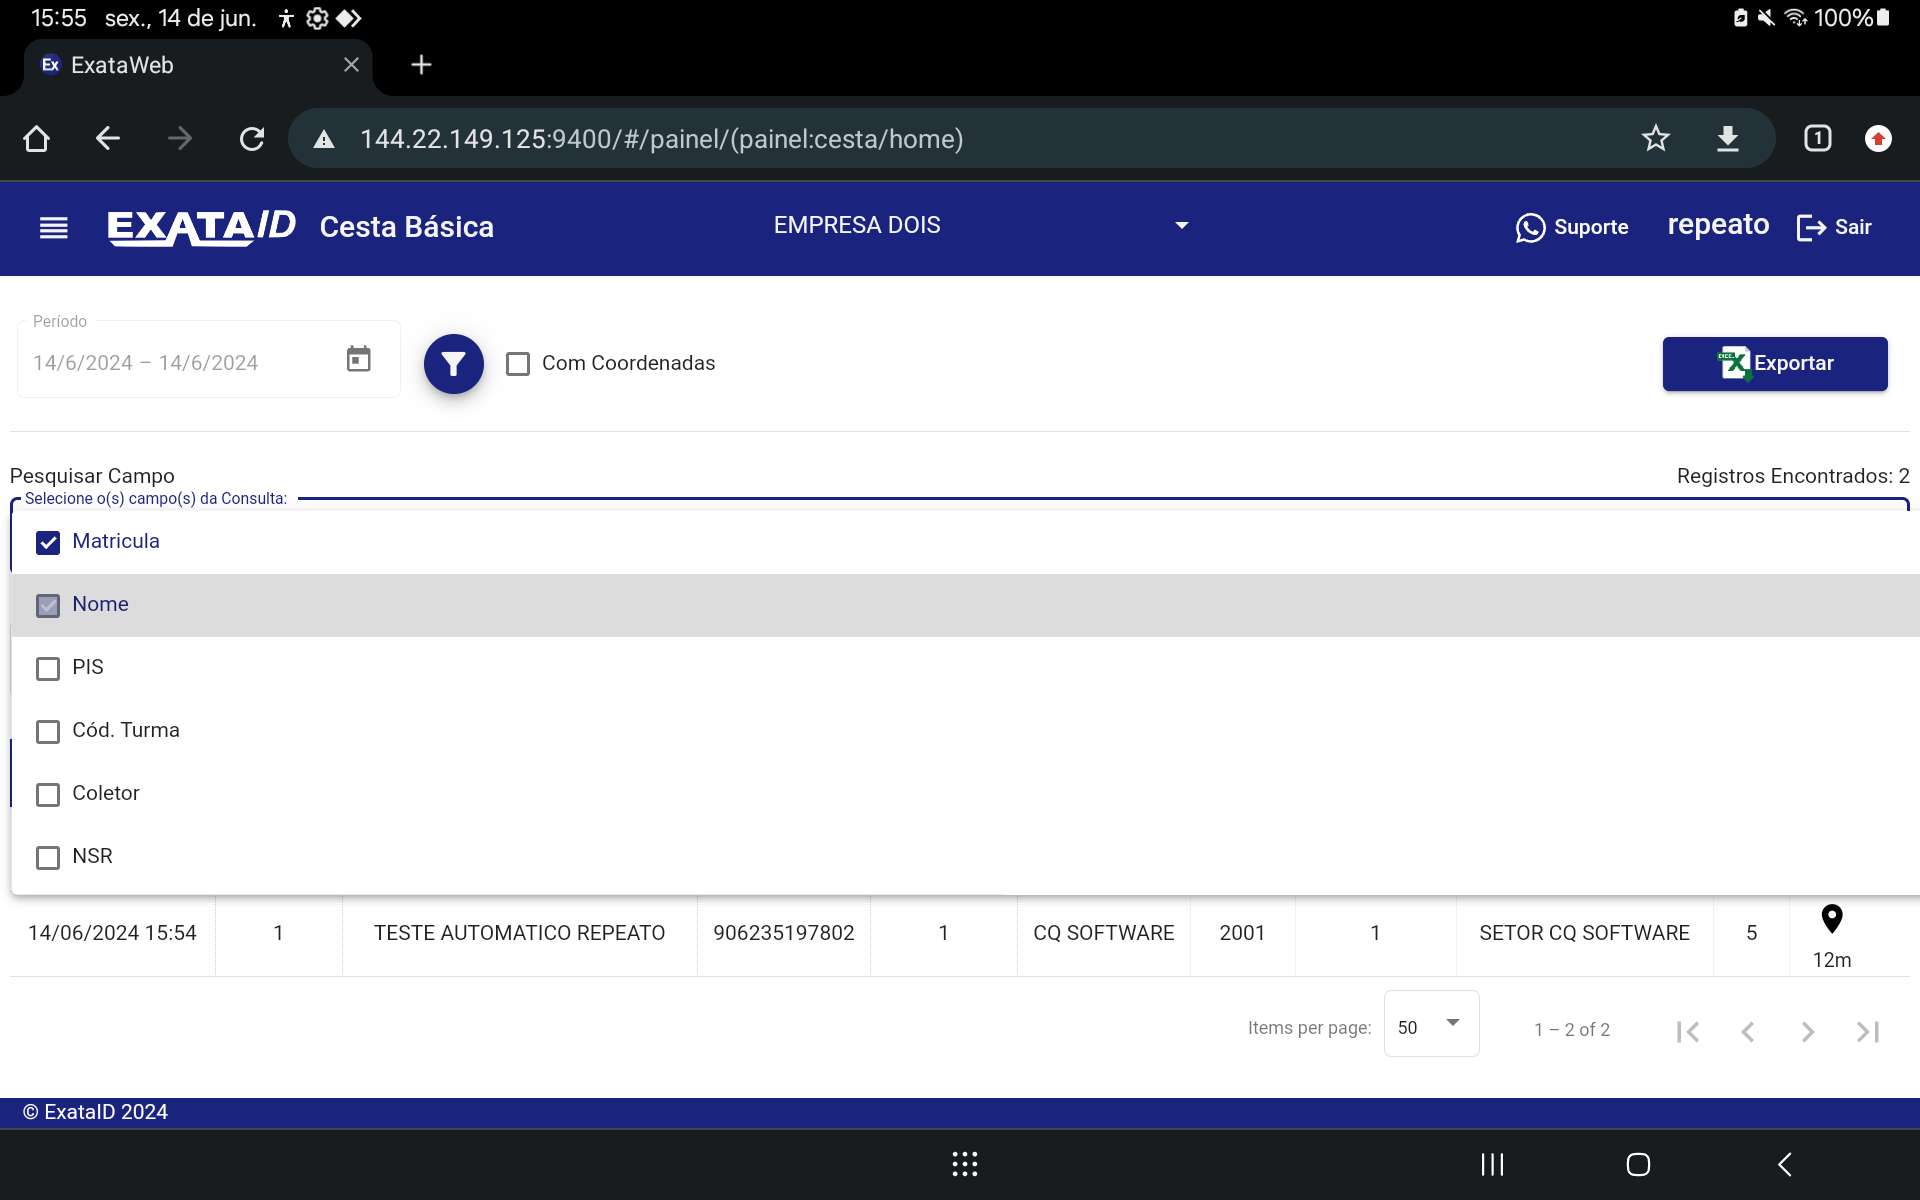 15:55 sex., 14 de jun. 100%
Ex ExataWeb
144.22.149.125:9400/#/painel/(painel:cesta/home) 1
EXATAID Cesta Básica EMPRESA DOIS Suporte repeato Sair
Período
14/6/2024 – 14/6/2024 Com Coordenadas Exportar
Pesquisar Campo Registros Encontrados: 2
Selecione o(s) campo(s) da Consulta:
Matricula
Nome
PIS
Cód. Turma
Coletor
NSR
14/06/2024 15:54 1 TESTE AUTOMATICO REPEATO 906235197802 1 CQ SOFTWARE 2001 1 SETOR CQ SOFTWARE 5
12m
Items per page: 50 1 – 2 of 2
© ExataID 2024